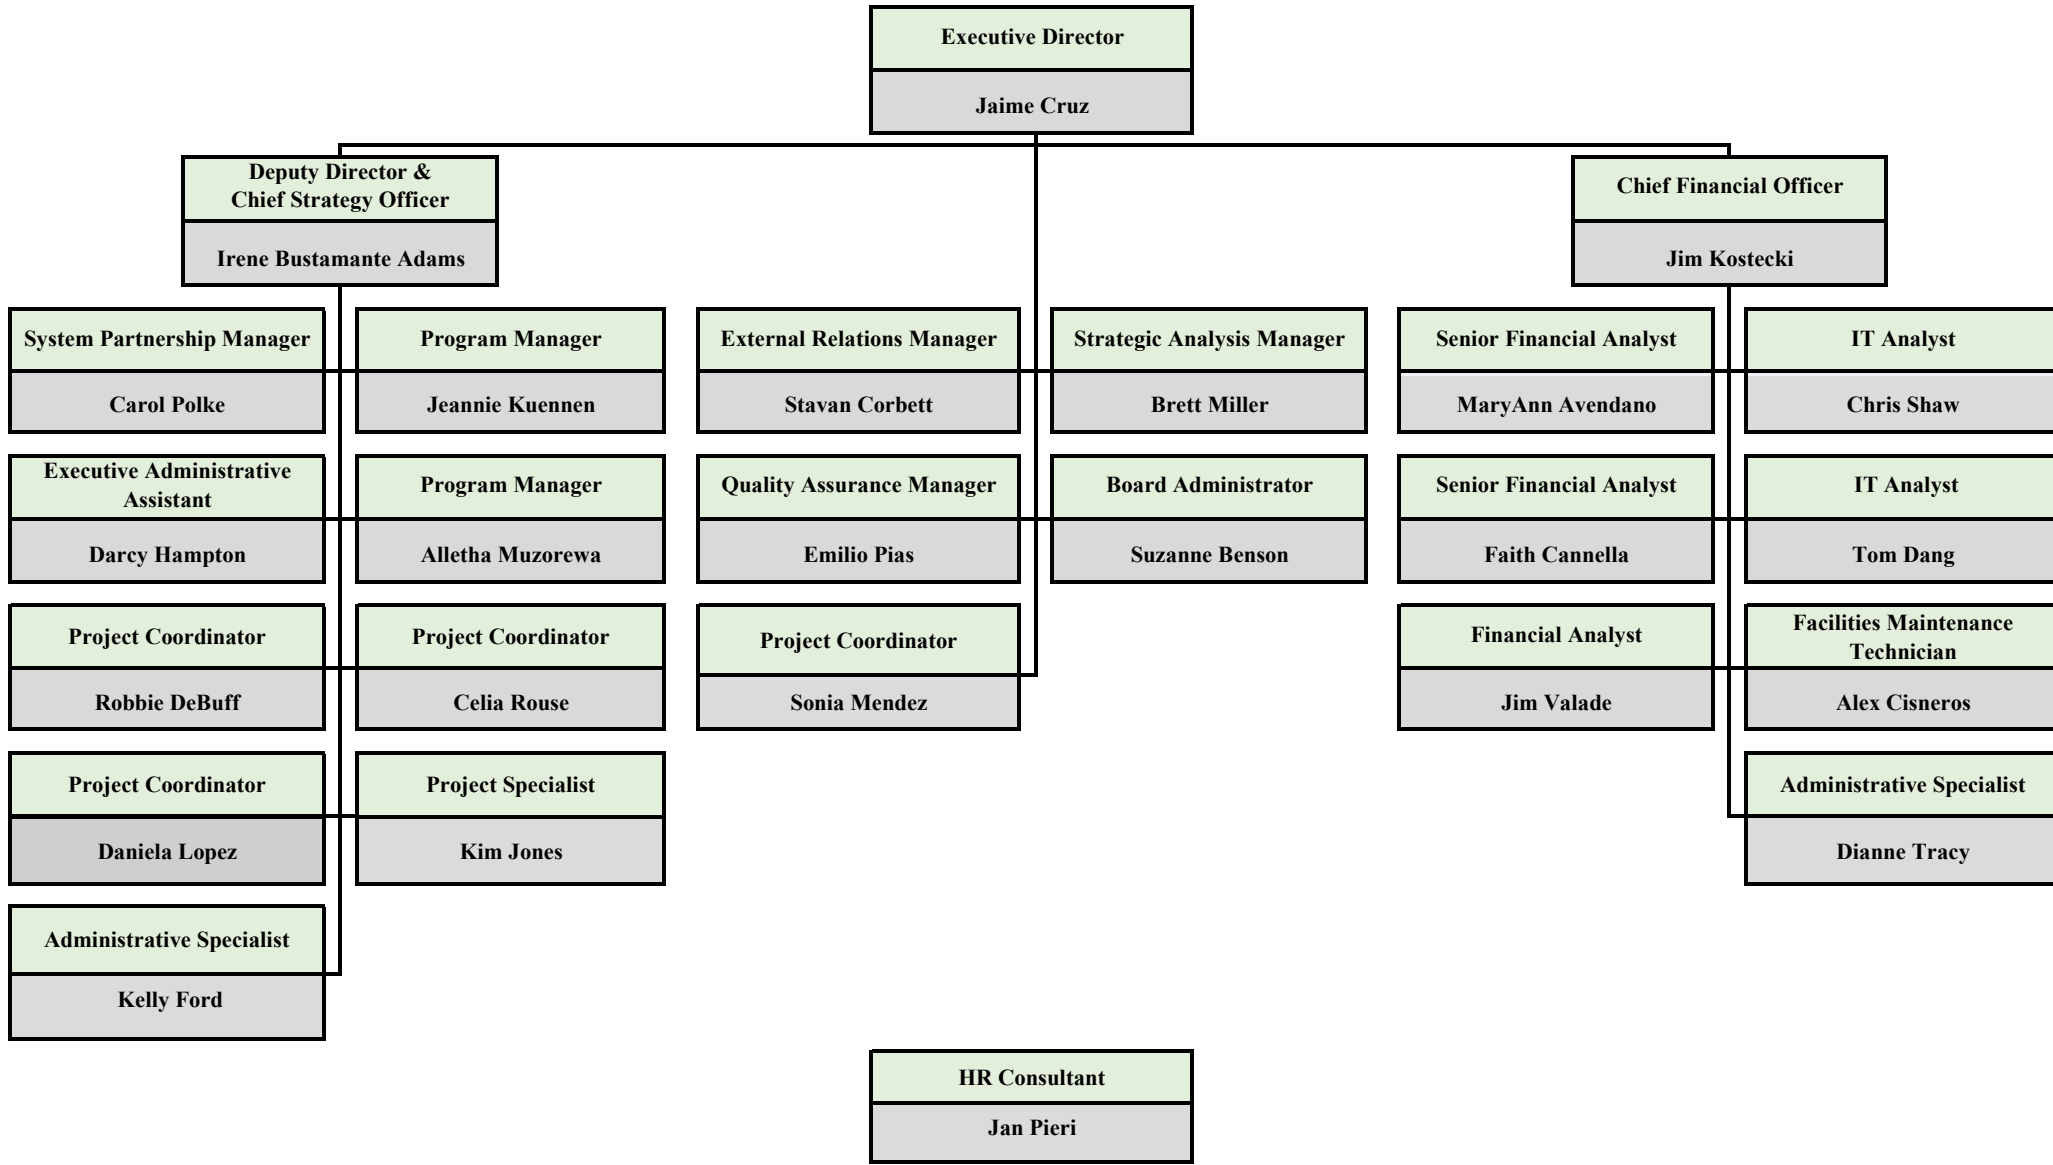 Executive Director
Jaime Cruz
Deputy Director &
Chief Strategy Officer
Irene Bustamante Adams
Chief Financial Officer
Jim Kostecki
System Partnership Manager
Carol Polke
Program Manager
Jeannie Kuennen
External Relations Manager
Stavan Corbett
Strategic Analysis Manager
Brett Miller
Senior Financial Analyst
MaryAnn Avendano
IT Analyst
Chris Shaw
Executive Administrative
Assistant
Darcy Hampton
Program Manager
Alletha Muzorewa
Quality Assurance Manager
Emilio Pias
Board Administrator
Suzanne Benson
Senior Financial Analyst
Faith Cannella
IT Analyst
Tom Dang
Project Coordinator
Robbie DeBuff
Project Coordinator
Celia Rouse
Project Coordinator
Sonia Mendez
Financial Analyst
Jim Valade
Facilities Maintenance
Technician
Alex Cisneros
Project Coordinator
Daniela Lopez
Project Specialist
Kim Jones
Administrative Specialist
Dianne Tracy
Administrative Specialist
Kelly Ford
HR Consultant
Jan Pieri